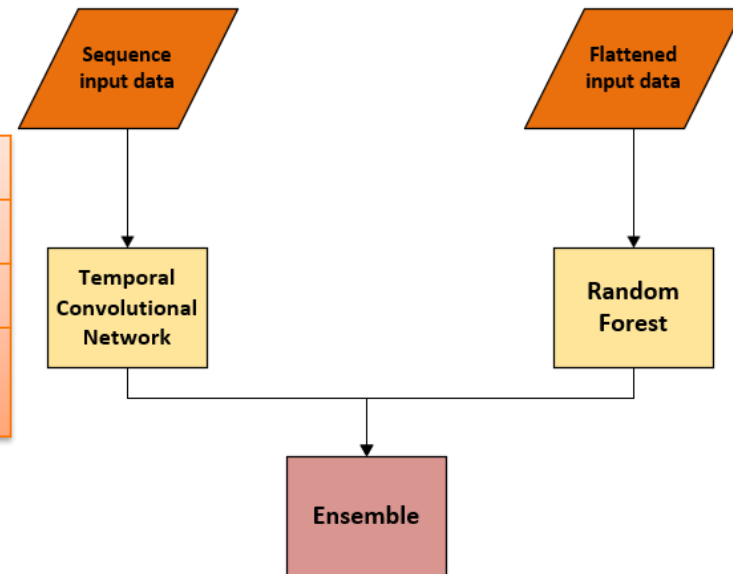 Sequence
input data
Flattened
input data
Temporal
Convolutional
Network
Random
Forest
Ensemble